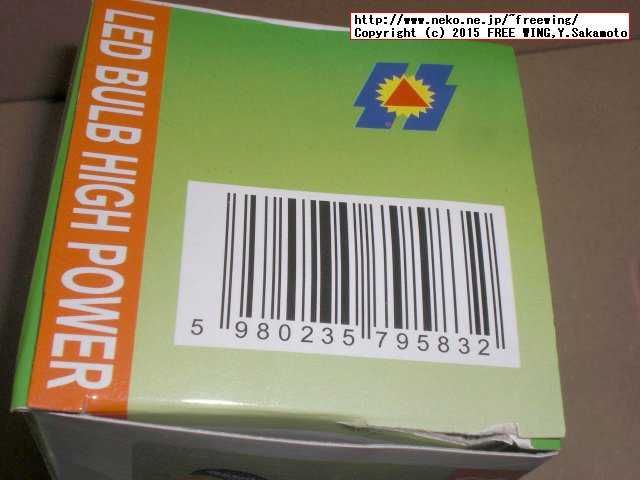 http://www.neko.ne.jp/~freewing/
Copyright (c) 2015 FREE WING,Y.Sakamoto
LED BULB HIGH POWER
5 980235 795832